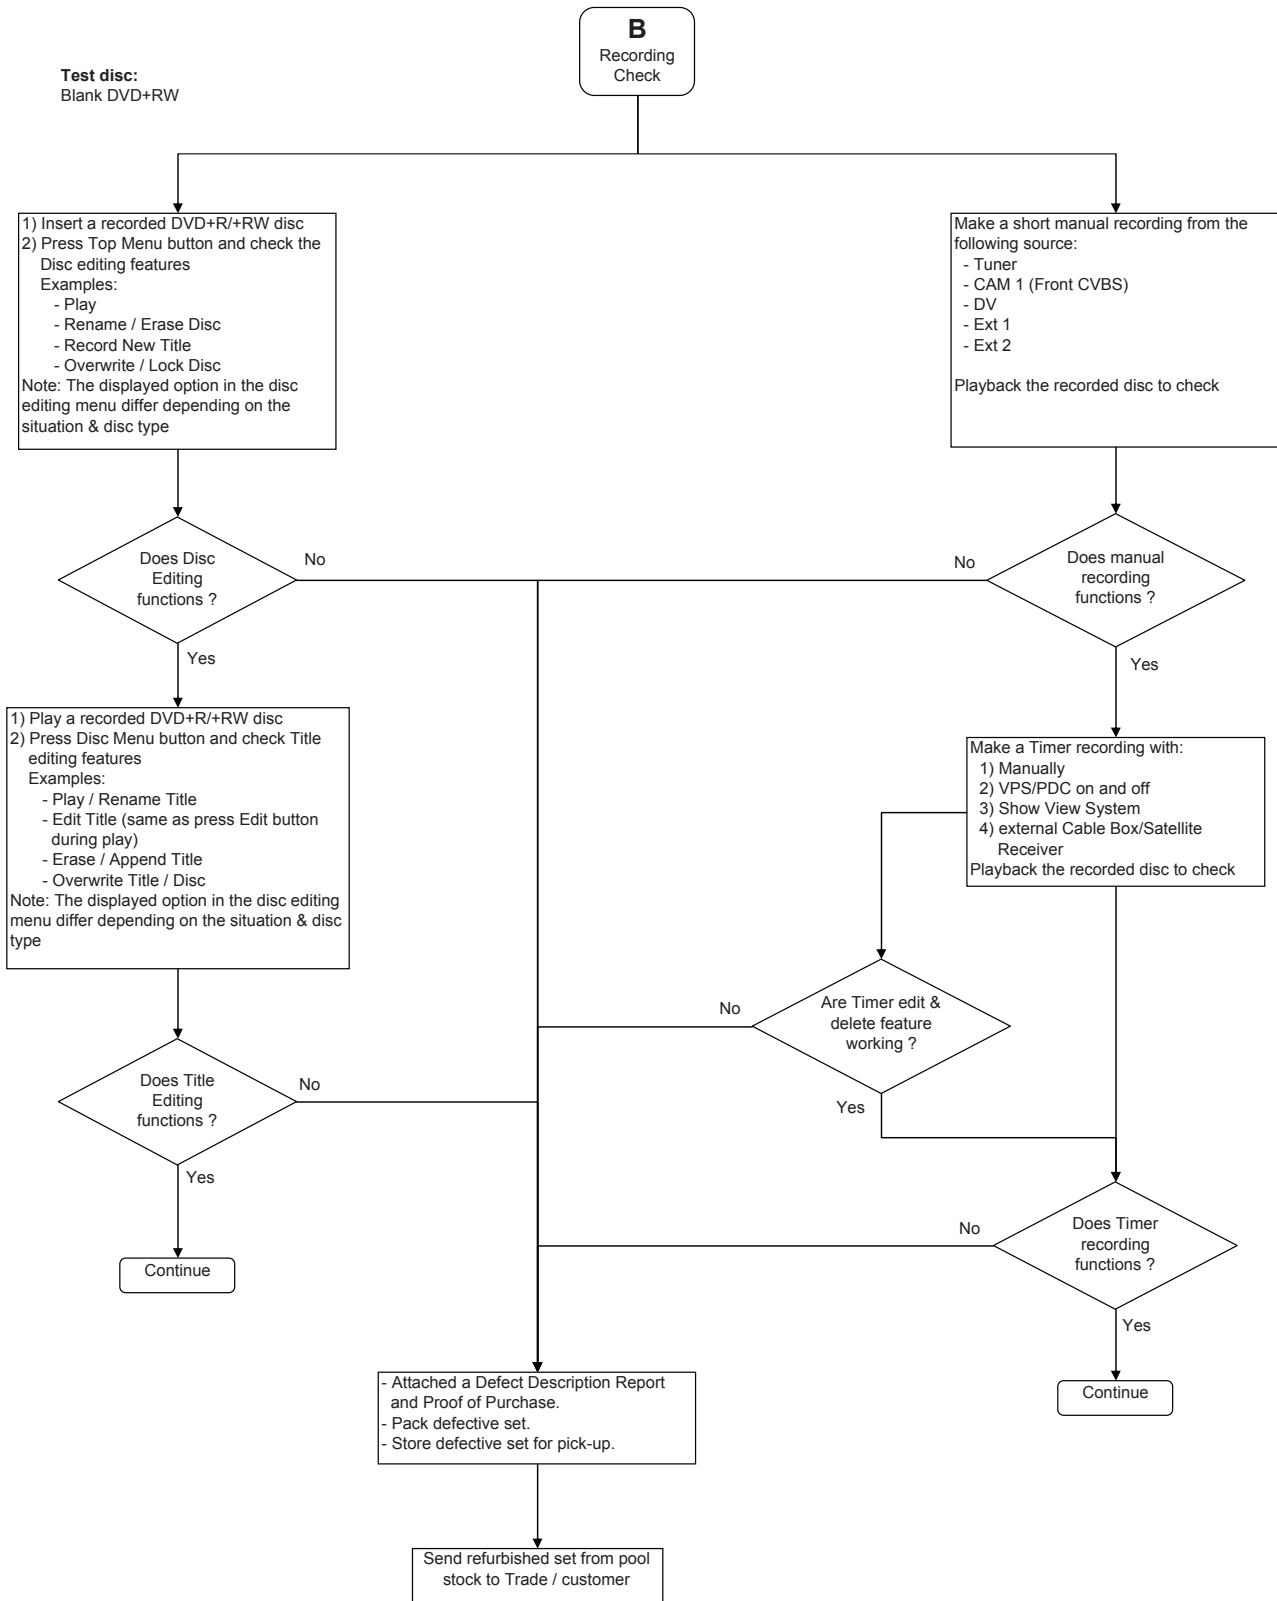 B
Recording
Check
Test disc:
Blank DVD+RW
1) Insert a recorded DVD+R/+RW disc
2) Press Top Menu button and check the
Disc editing features
Examples:
- Play
- Rename / Erase Disc
- Record New Title
- Overwrite / Lock Disc
Note: The displayed option in the disc
editing menu differ depending on the
situation & disc type
Make a short manual recording from the
following source:
- Tuner
- CAM 1 (Front CVBS)
- DV
- Ext 1
- Ext 2
Playback the recorded disc to check
Does Disc
Editing
functions ?
No
Yes
No
Does manual
recording
functions ?
Yes
1) Play a recorded DVD+R/+RW disc
2) Press Disc Menu button and check Title
editing features
Examples:
- Play / Rename Title
- Edit Title (same as press Edit button
during play)
- Erase / Append Title
- Overwrite Title / Disc
Note: The displayed option in the disc editing
menu differ depending on the situation & disc
type
Make a Timer recording with:
1) Manually
2) VPS/PDC on and off
3) Show View System
4) external Cable Box/Satellite
Receiver
Playback the recorded disc to check
No
Are Timer edit &
delete feature
working ?
Yes
Does Title
Editing
functions ?
No
Yes
No
Does Timer
recording
functions ?
Yes
Continue
Continue
- Attached a Defect Description Report
and Proof of Purchase.
- Pack defective set.
- Store defective set for pick-up.
Send refurbished set from pool
stock to Trade / customer